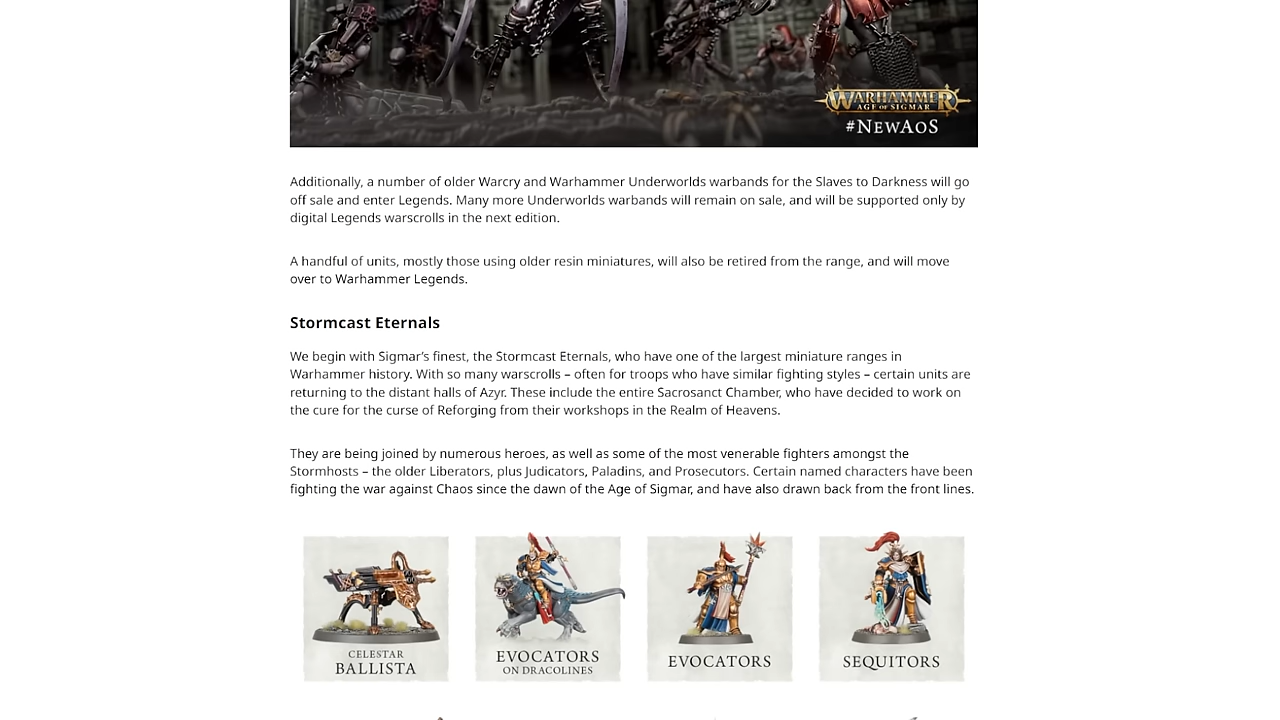 WARHAMMER
AGE OF SIGMAR
#NEWAOS
Additionally, a number of older Warcry and Warhammer Underworlds warbands for the Slaves to Darkness will go
off sale and enter Legends. Many more Underworlds warbands will remain on sale, and will be supported only by
digital Legends warscrolls in the next edition.
A handful of units, mostly those using older resin miniatures, will also be retired from the range, and will move
over to Warhammer Legends.
Stormcast Eternals
We begin with Sigmar’s finest, the Stormcast Eternals, who have one of the largest miniature ranges in
Warhammer history. With so many warscrolls – often for troops who have similar fighting styles – certain units are
returning to the distant halls of Azyr. These include the entire Sacrosanct Chamber, who have decided to work on
the cure for the curse of Reforging from their workshops in the Realm of Heavens.
They are being joined by numerous heroes, as well as some of the most venerable fighters amongst the
Stormhosts – the older Liberators, plus Judicators, Paladins, and Prosecutors. Certain named characters have been
fighting the war against Chaos since the dawn of the Age of Sigmar, and have also drawn back from the front lines.
CELESTAR
BALLISTA
EVOCATORS
ON DRACOLINES
EVOCATORS
SEQUITORS